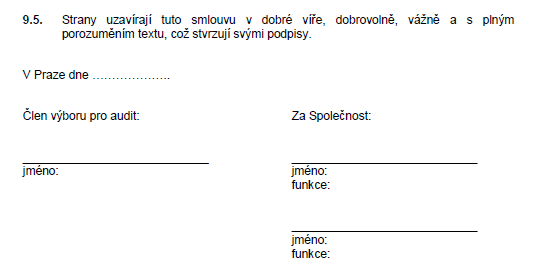 9.5. Strany uzavírají tuto smlouvu v dobré víře, dobrovolně, vážně a s plným
porozuměním textu, což stvrzují svými podpisy.
V Praze dne ………………..
Člen výboru pro audit:
Za Společnost:
jméno:
jméno:
funkce:
jméno:
funkce: